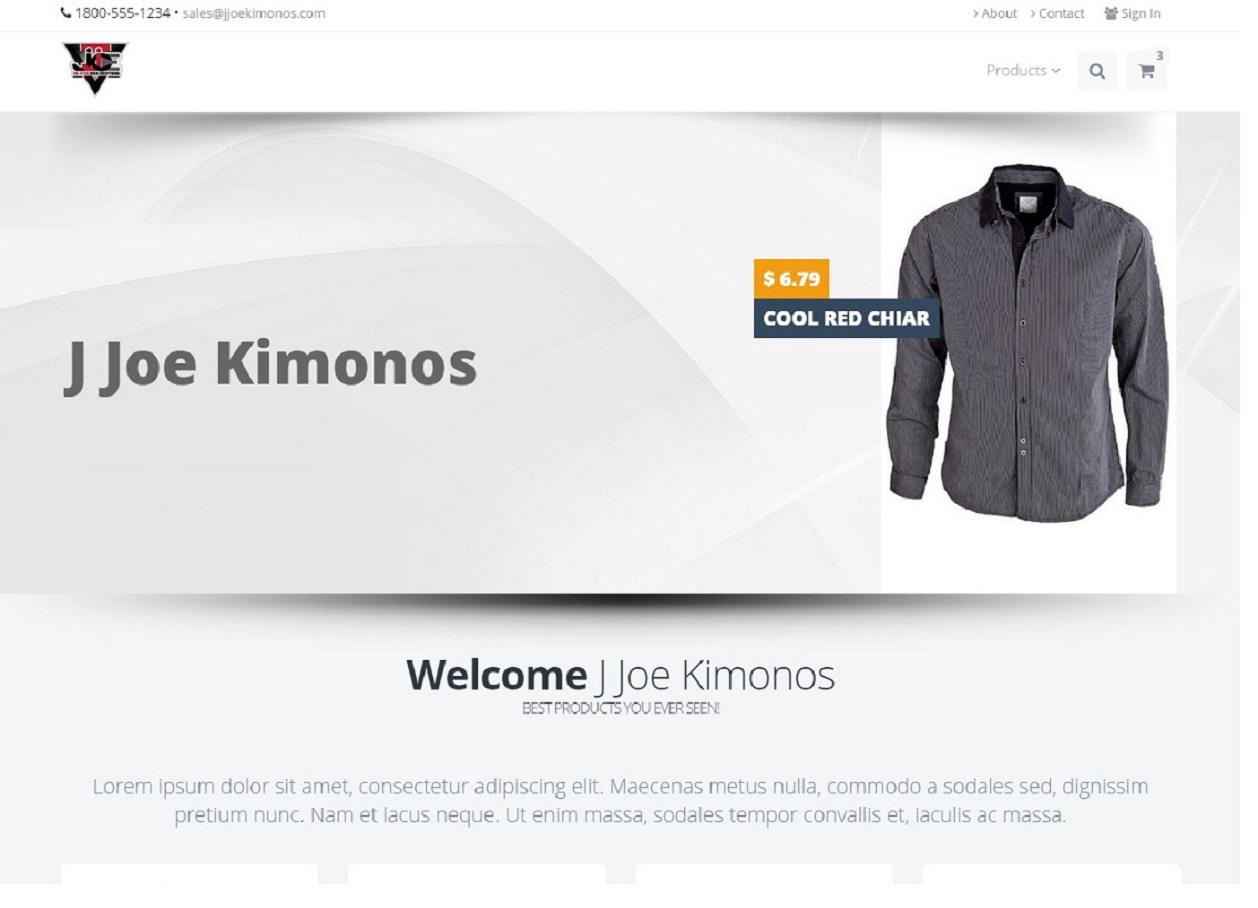 1800-555-1234 • sales@jjoekimonos.com
› About › Contact Sign In
Products
3
$ 6.79
COOL RED CHIAR
J Joe Kimonos
Welcome J Joe Kimonos
BEST PRODUCTS YOU EVER SEEN!
Lorem ipsum dolor sit amet, consectetur adipiscing elit. Maecenas metus nulla, commodo a sodales sed, dignissim
pretium nunc. Nam et lacus neque. Ut enim massa, sodales tempor convallis et, iaculis ac massa.